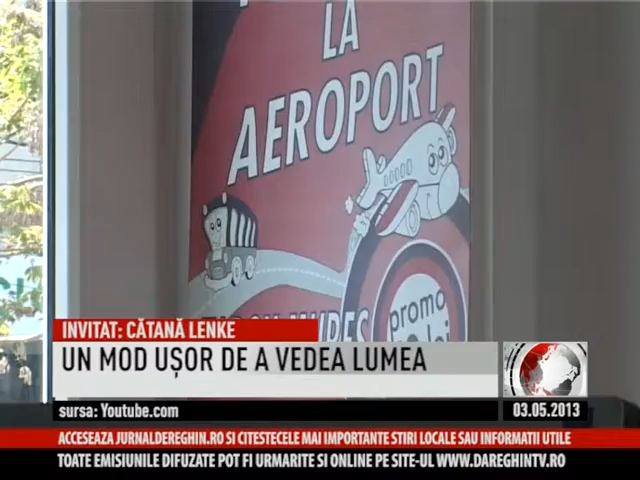 LA
AEROPORT
promo
INVITAT: CĂTANĂ LENKE
UN MOD UȘOR DE A VEDEA LUMEA
sursa: Youtube.com
03.05.2013
ACCESEAZA JURNALDEREGHIN.RO SI CITESTECELE MAI IMPORTANTE STIRI LOCALE SAU INFORMATII UTILE
TOATE EMISIUNILE DIFUZATE POT FI URMARITE SI ONLINE PE SITE-UL WWW.DAREGHINTV.RO